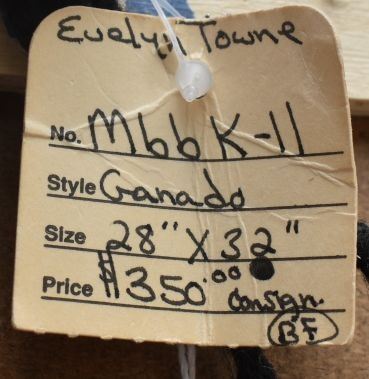 Evelyn Towne
No. M66K-11
Style Ganado
Size 28" X 32"
Price $350.00 Consign.
BF